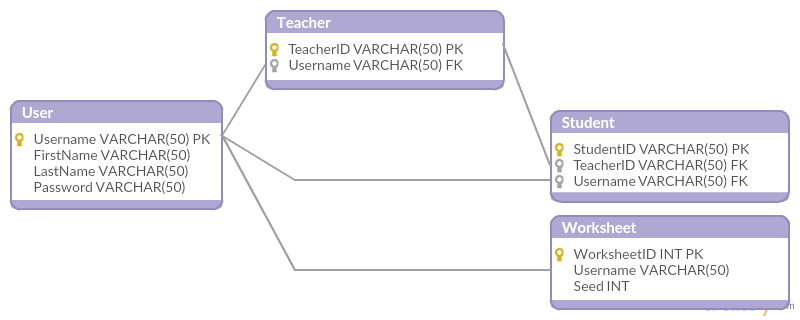 Teacher
TeacherID VARCHAR(50) PK
Username VARCHAR(50) FK
User
Username VARCHAR(50) PK
FirstName VARCHAR(50)
LastName VARCHAR(50)
Password VARCHAR(50)
Student
StudentID VARCHAR(50) PK
TeacherID VARCHAR(50) FK
Username VARCHAR(50) FK
Worksheet
WorksheetID INT PK
Username VARCHAR(50)
Seed INT